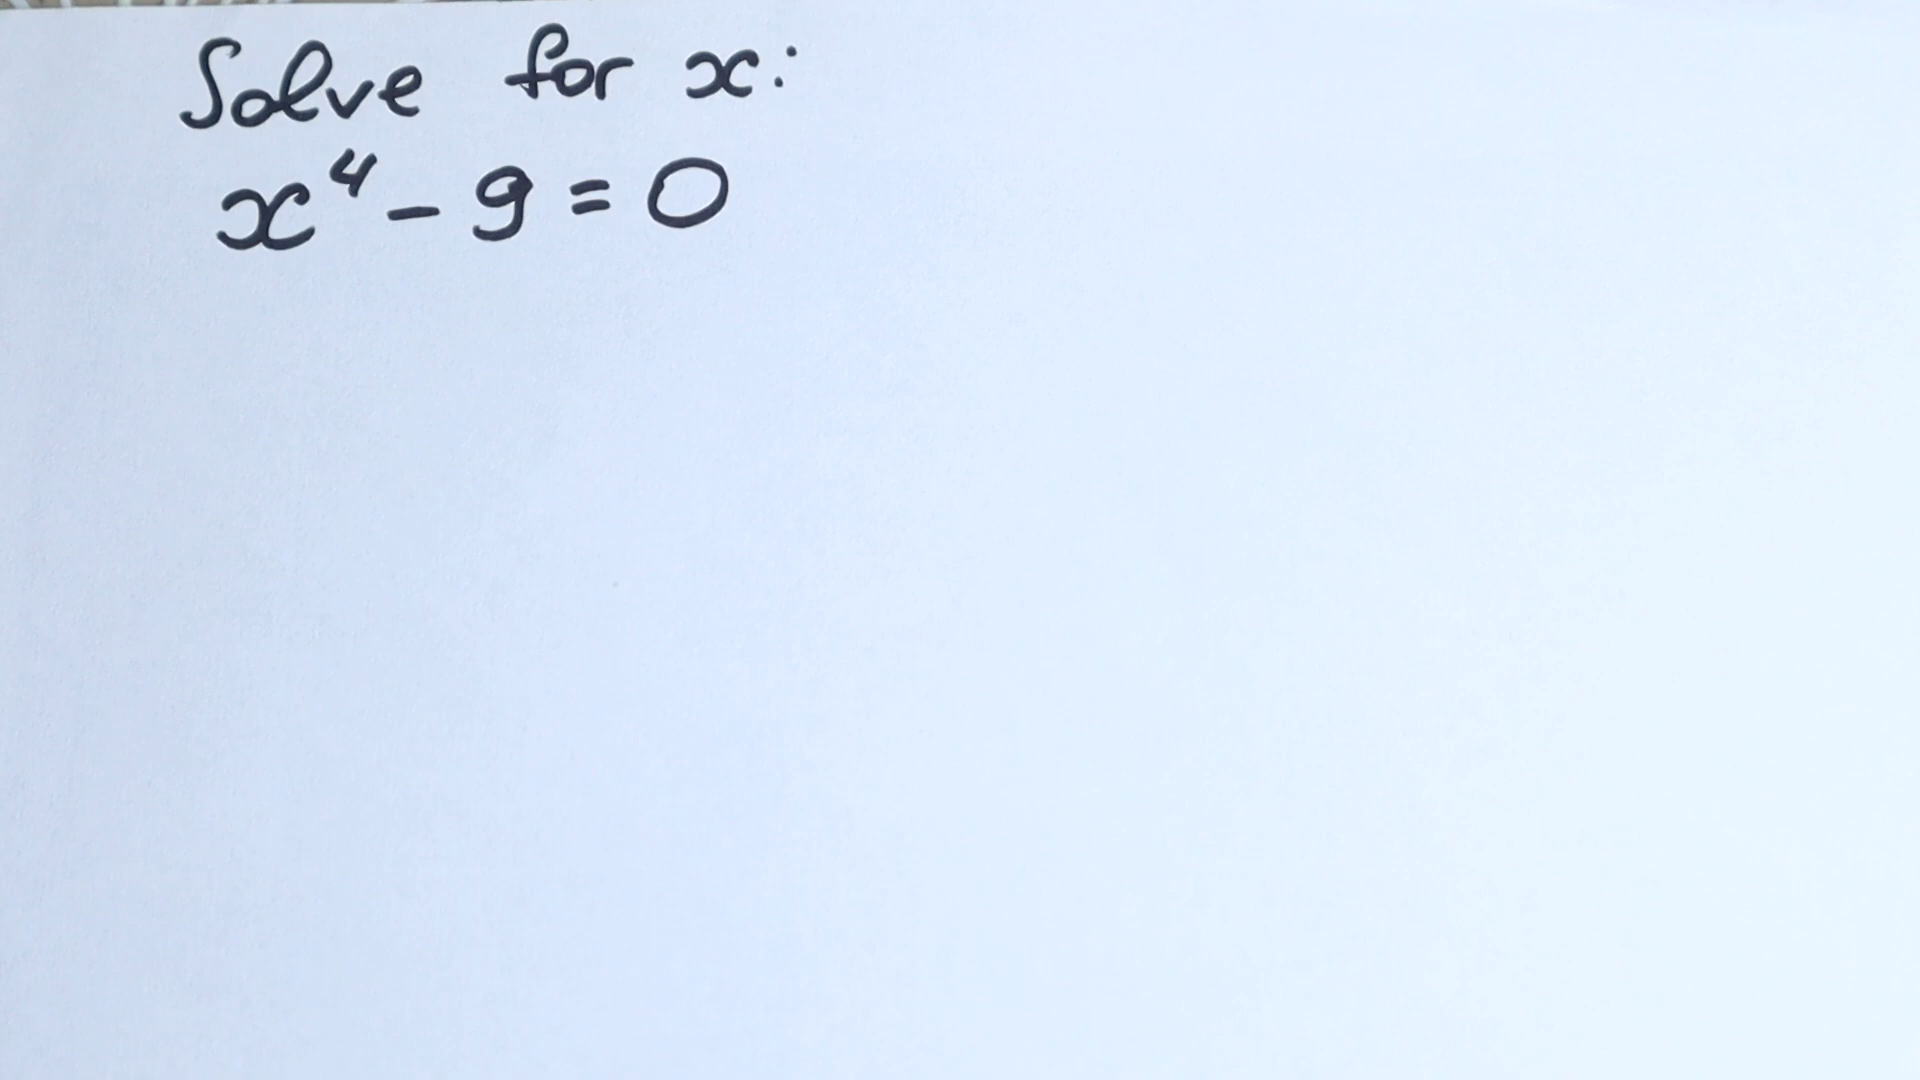 Solve for x:
x⁴ - 9 = 0